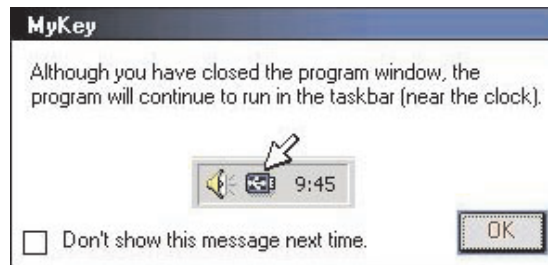 MyKey
Although you have closed the program window, the
program will continue to run in the taskbar (near the clock).
9:45
Don't show this message next time.
OK